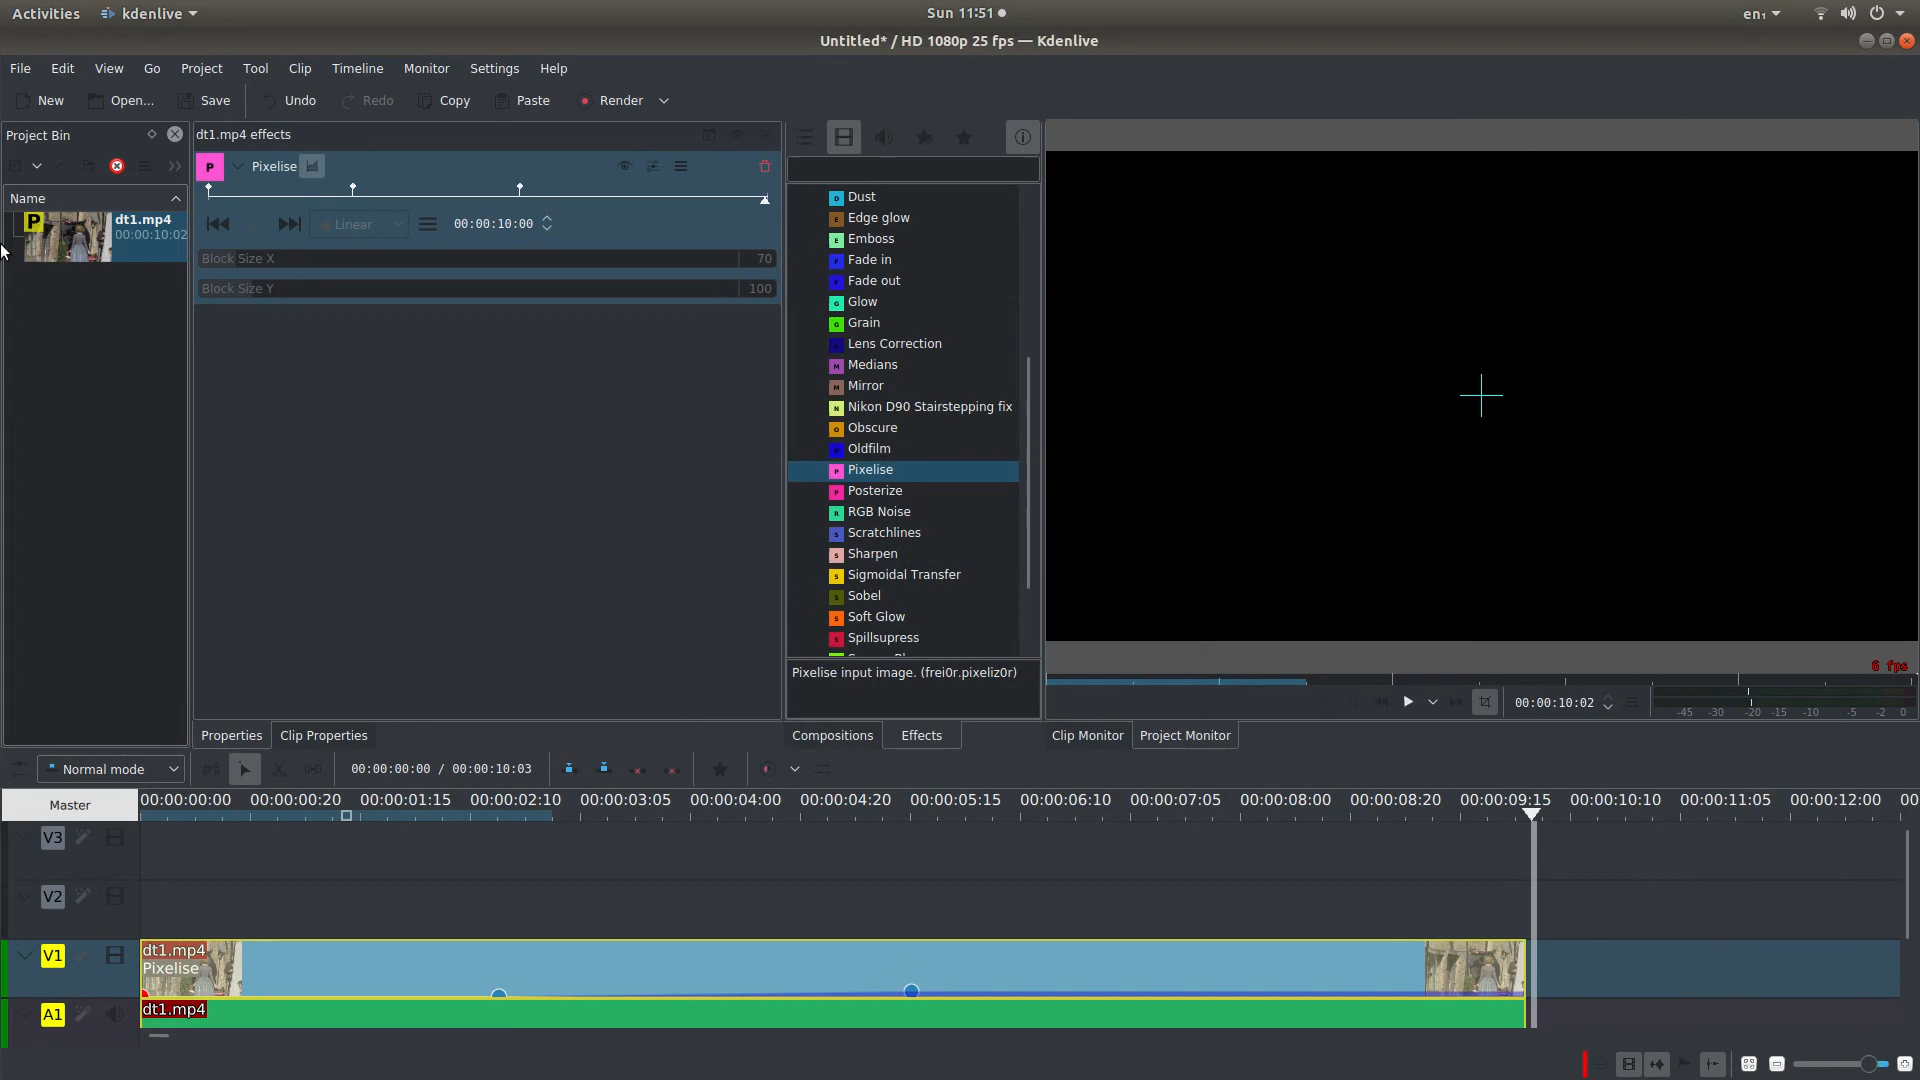 Activities kdenlive Sun 11:51 en₁
Untitled* / HD 1080p 25 fps — Kdenlive
File Edit View Go Project Tool Clip Timeline Monitor Settings Help
New Open... Save Undo Redo Copy Paste Render
Project Bin
Name
P dt1.mp4
00:00:10:02
dt1.mp4 effects
P Pixelise
Linear 00:00:10:00
Block Size X 70
Block Size Y 100
D Dust
E Edge glow
E Emboss
F Fade in
F Fade out
G Glow
G Grain
Lens Correction
M Medians
M Mirror
N Nikon D90 Stairstepping fix
O Obscure
O Oldfilm
P Pixelise
P Posterize
R RGB Noise
S Scratchlines
S Sharpen
S Sigmoidal Transfer
S Sobel
S Soft Glow
S Spillsupress
Pixelise input image. (frei0r.pixeliz0r)
6 fps
00:00:10:02
-45 -30 -20 -15 -10 -5 -2 0
Properties Clip Properties
Compositions Effects
Clip Monitor Project Monitor
Normal mode 00:00:00:00 / 00:00:10:03
Master 00:00:00:00 00:00:00:20 00:00:01:15 00:00:02:10 00:00:03:05 00:00:04:00 00:00:04:20 00:00:05:15 00:00:06:10 00:00:07:05 00:00:08:00 00:00:08:20 00:00:09:15 00:00:10:10 00:00:11:05 00:00:12:00 00
V3
V2
V1 dt1.mp4
Pixelise
A1 dt1.mp4